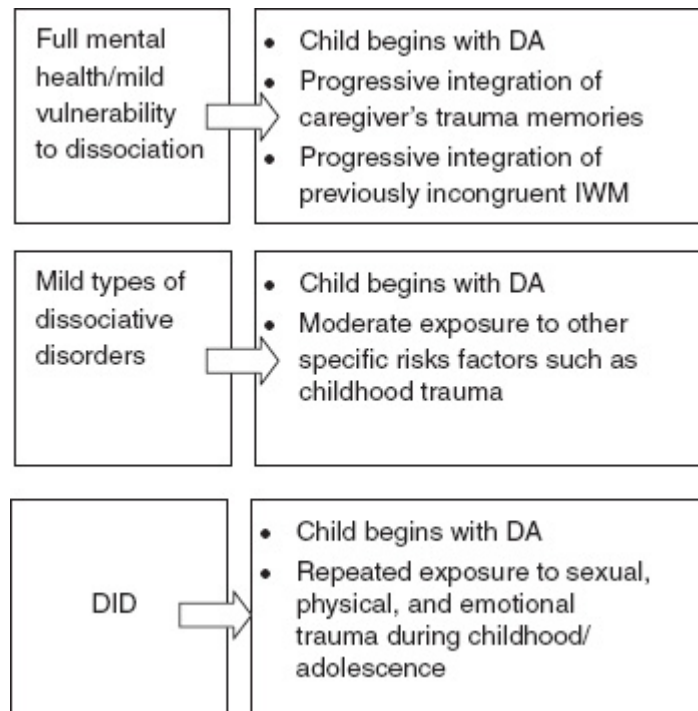 Full mental
health/mild
vulnerability
to dissociation
• Child begins with DA
• Progressive integration of
caregiver's trauma memories
• Progressive integration of
previously incongruent IWM
Mild types of
dissociative
disorders
• Child begins with DA
• Moderate exposure to other
specific risks factors such as
childhood trauma
DID
• Child begins with DA
• Repeated exposure to sexual,
physical, and emotional
trauma during childhood/
adolescence